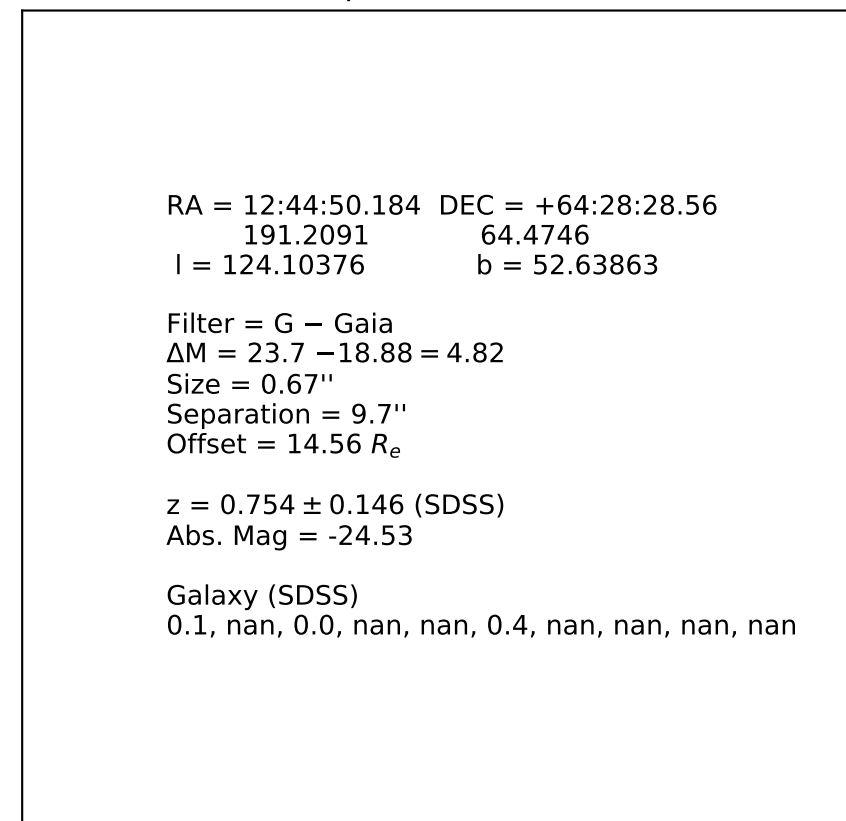 RA = 12:44:50.184 DEC = +64:28:28.56
191.2091 64.4746
l = 124.10376 b = 52.63863
Filter = G − Gaia
ΔM = 23.7 −18.88 = 4.82
Size = 0.67''
Separation = 9.7''
Offset = 14.56 Rₑ
z = 0.754 ± 0.146 (SDSS)
Abs. Mag = -24.53
Galaxy (SDSS)
0.1, nan, 0.0, nan, nan, 0.4, nan, nan, nan, nan